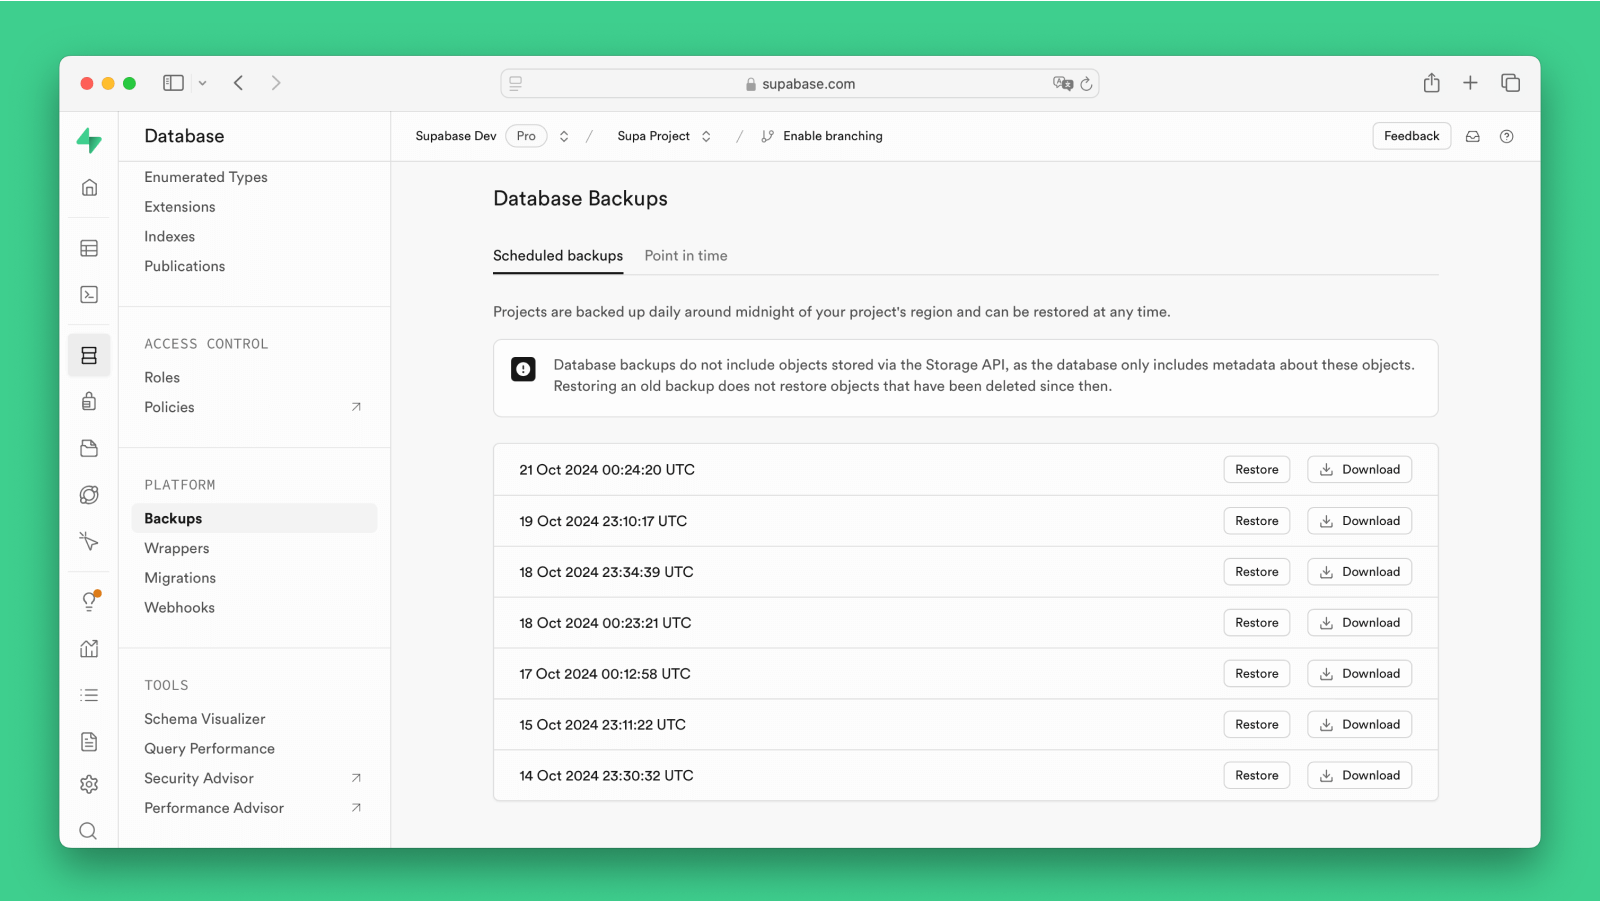 supabase.com
Database
Supabase Dev Pro / Supa Project / Enable branching
Feedback
Enumerated Types
Extensions
Indexes
Publications
ACCESS CONTROL
Roles
Policies
PLATFORM
Backups
Wrappers
Migrations
Webhooks
TOOLS
Schema Visualizer
Query Performance
Security Advisor
Performance Advisor
Database Backups
Scheduled backups Point in time
Projects are backed up daily around midnight of your project's region and can be restored at any time.
Database backups do not include objects stored via the Storage API, as the database only includes metadata about these objects.
Restoring an old backup does not restore objects that have been deleted since then.
21 Oct 2024 00:24:20 UTC Restore Download
19 Oct 2024 23:10:17 UTC Restore Download
18 Oct 2024 23:34:39 UTC Restore Download
18 Oct 2024 00:23:21 UTC Restore Download
17 Oct 2024 00:12:58 UTC Restore Download
15 Oct 2024 23:11:22 UTC Restore Download
14 Oct 2024 23:30:32 UTC Restore Download